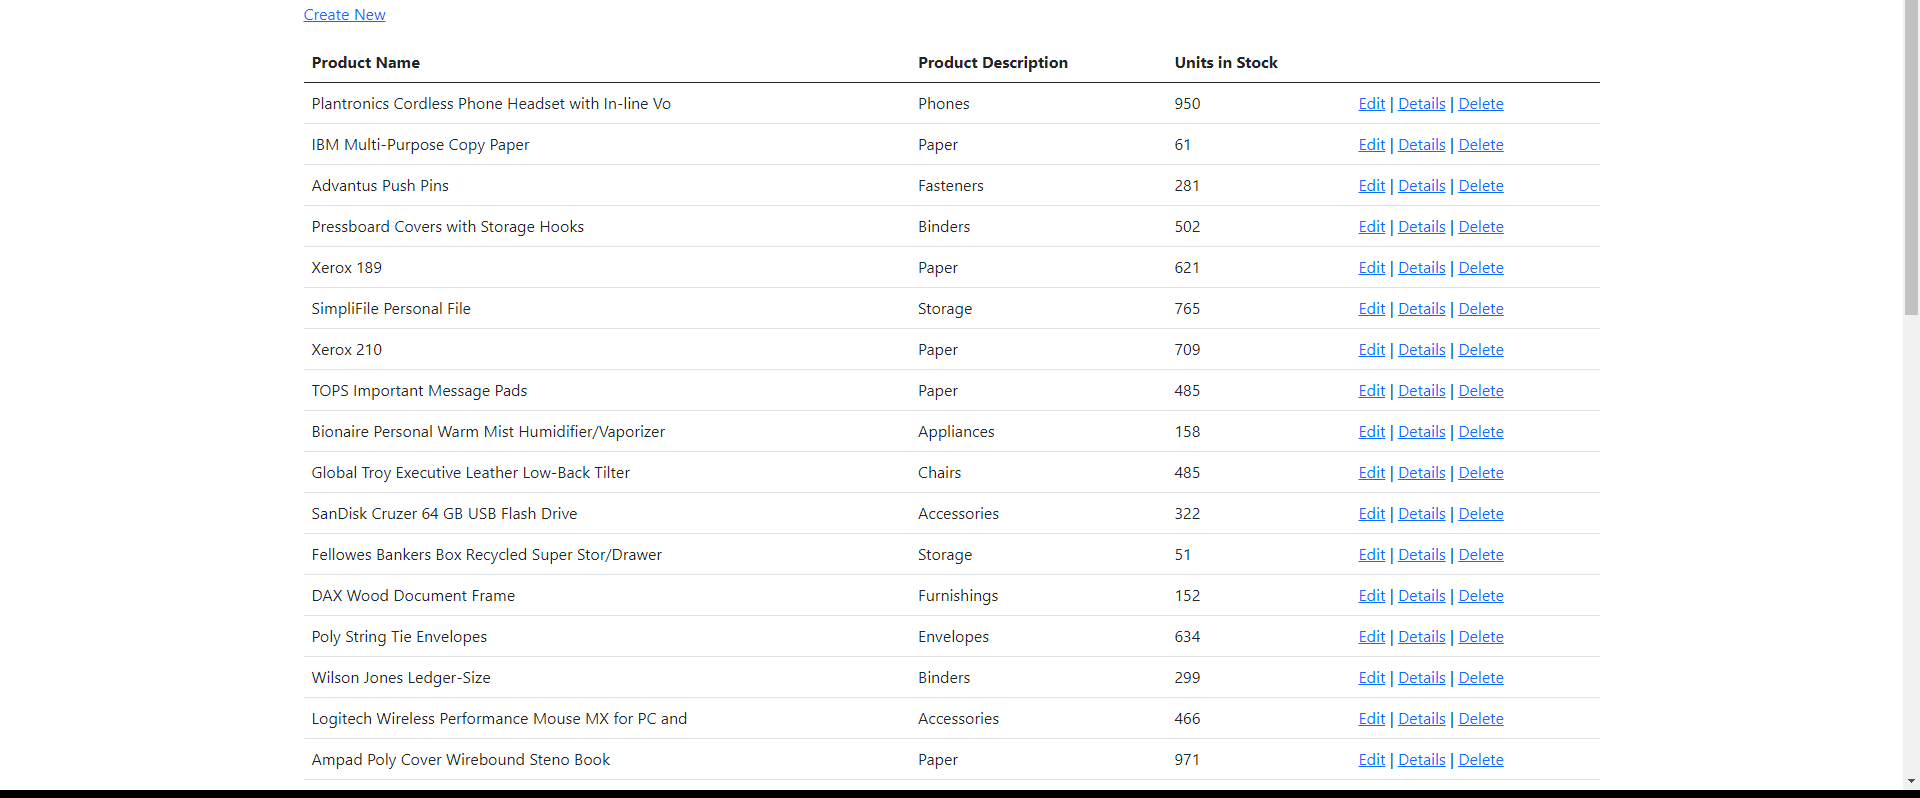 Create New
Product Name Product Description Units in Stock
Plantronics Cordless Phone Headset with In-line Vo Phones 950 Edit | Details | Delete
IBM Multi-Purpose Copy Paper Paper 61 Edit | Details | Delete
Advantus Push Pins Fasteners 281 Edit | Details | Delete
Pressboard Covers with Storage Hooks Binders 502 Edit | Details | Delete
Xerox 189 Paper 621 Edit | Details | Delete
SimpliFile Personal File Storage 765 Edit | Details | Delete
Xerox 210 Paper 709 Edit | Details | Delete
TOPS Important Message Pads Paper 485 Edit | Details | Delete
Bionaire Personal Warm Mist Humidifier/Vaporizer Appliances 158 Edit | Details | Delete
Global Troy Executive Leather Low-Back Tilter Chairs 485 Edit | Details | Delete
SanDisk Cruzer 64 GB USB Flash Drive Accessories 322 Edit | Details | Delete
Fellowes Bankers Box Recycled Super Stor/Drawer Storage 51 Edit | Details | Delete
DAX Wood Document Frame Furnishings 152 Edit | Details | Delete
Poly String Tie Envelopes Envelopes 634 Edit | Details | Delete
Wilson Jones Ledger-Size Binders 299 Edit | Details | Delete
Logitech Wireless Performance Mouse MX for PC and Accessories 466 Edit | Details | Delete
Ampad Poly Cover Wirebound Steno Book Paper 971 Edit | Details | Delete